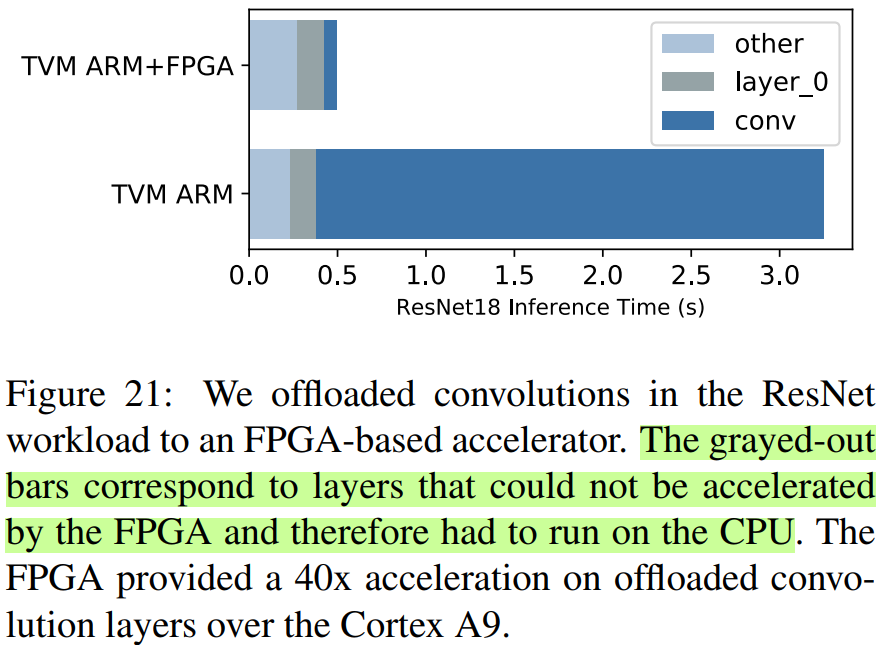 TVM ARM+FPGA
TVM ARM
other
layer_0
conv
0.0 0.5 1.0 1.5 2.0 2.5 3.0
ResNet18 Inference Time (s)
Figure 21: We offloaded convolutions in the ResNet
workload to an FPGA-based accelerator. The grayed-out
bars correspond to layers that could not be accelerated
by the FPGA and therefore had to run on the CPU. The
FPGA provided a 40x acceleration on offloaded convo-
lution layers over the Cortex A9.